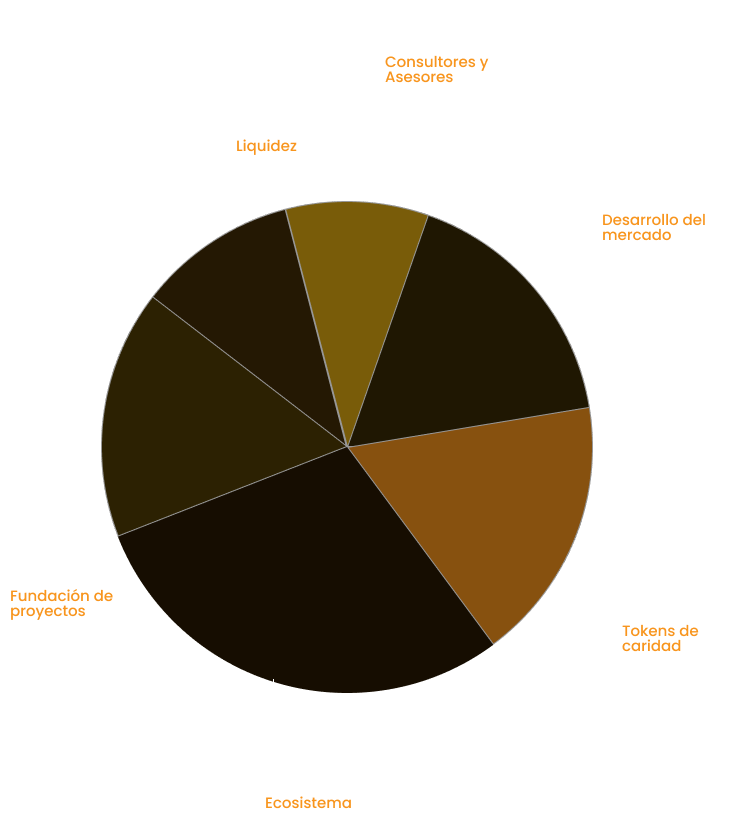 Consultores y
Asesores
Liquidez
Desarrollo del
mercado
Fundación de
proyectos
Tokens de
caridad
Ecosistema